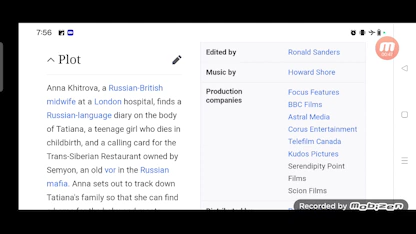 7:56
Plot
Anna Khitrova, a Russian-British
midwife at a London hospital, finds a
Russian-language diary on the body
of Tatiana, a teenage girl who dies in
childbirth, and a calling card for the
Trans-Siberian Restaurant owned by
Semyon, an old vor in the Russian
mafia. Anna sets out to track down
Tatiana's family so that she can find
Edited by Ronald Sanders
Music by Howard Shore
Production companies
Focus Features
BBC Films
Astral Media
Corus Entertainment
Telefilm Canada
Kudos Pictures
Serendipity Point
Films
Scion Films
Recorded by Mobizen